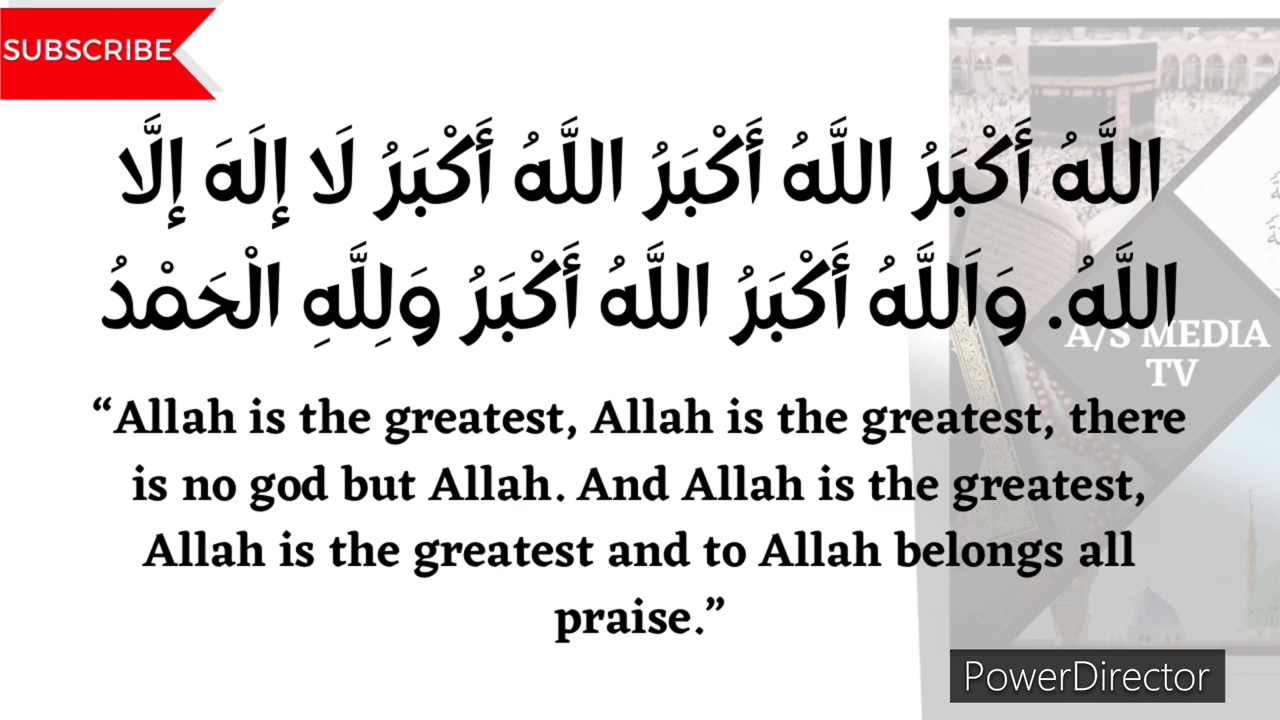 SUBSCRIBE
اللَّهُ أَكْبَرُ اللَّهُ أَكْبَرُ اللَّهُ أَكْبَرُ لَا إِلَهَ إِلَّا
اللَّهُ. وَاَللَّهُ أَكْبَرُ اللَّهُ أَكْبَرُ وَلِلَّهِ الْحَمْدُ
A/S MEDIA
TV
“Allah is the greatest, Allah is the greatest, there
is no god but Allah. And Allah is the greatest,
Allah is the greatest and to Allah belongs all
praise.”
PowerDirector